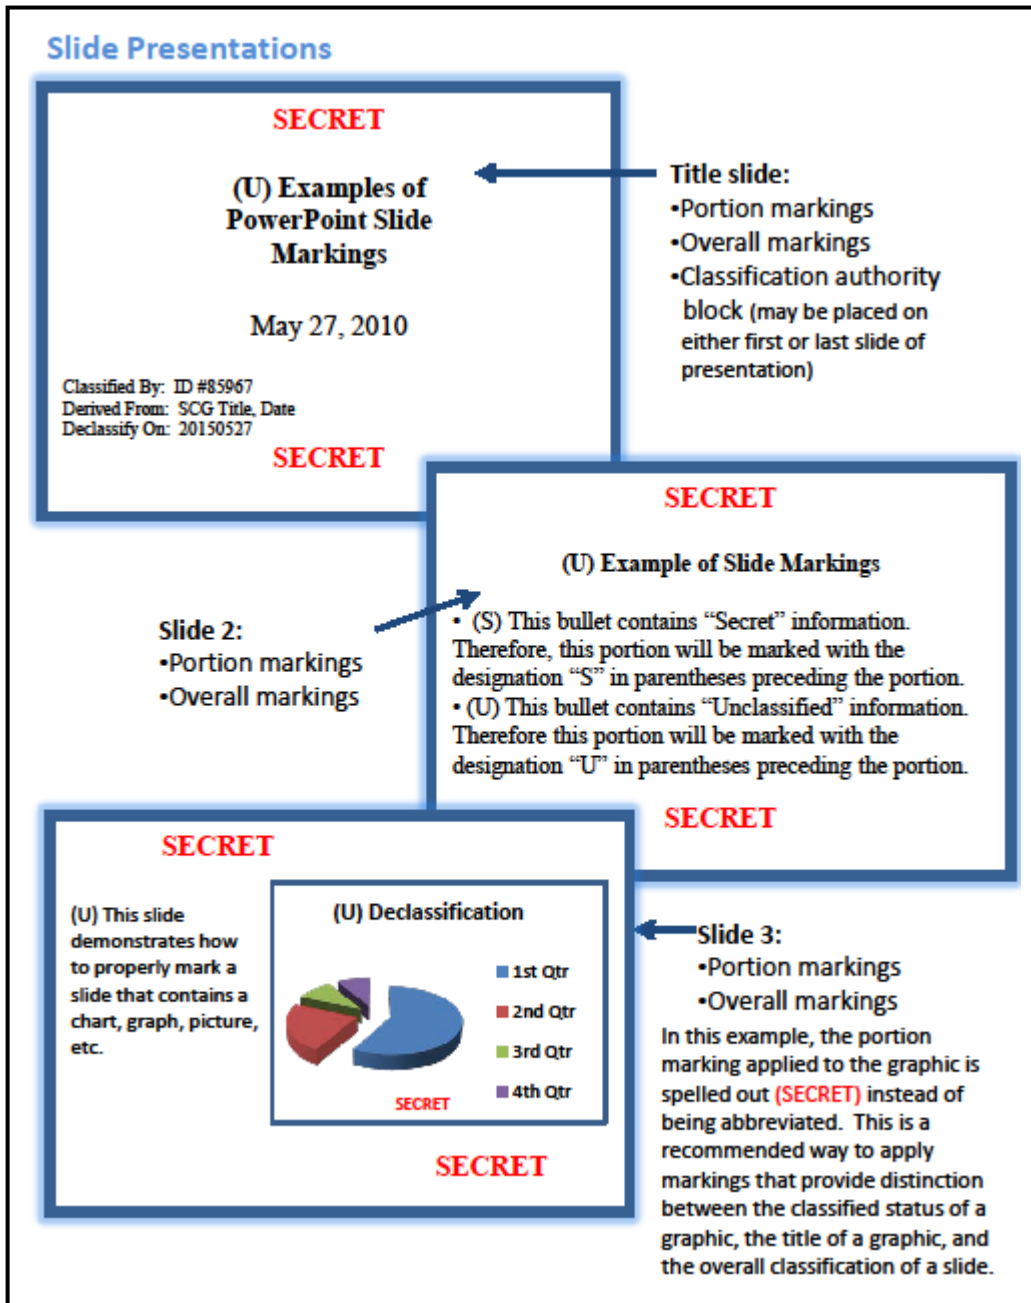 Slide Presentations
SECRET
(U) Examples of
PowerPoint Slide
Markings
May 27, 2010
Classified By: ID #85967
Derived From: SCG Title, Date
Declassify On: 20150527
SECRET
Title slide:
•Portion markings
•Overall markings
•Classification authority
block (may be placed on
either first or last slide of
presentation)
SECRET
(U) Example of Slide Markings
• (S) This bullet contains “Secret” information.
Therefore, this portion will be marked with the
designation “S” in parentheses preceding the portion.
• (U) This bullet contains “Unclassified” information.
Therefore this portion will be marked with the
designation “U” in parentheses preceding the portion.
SECRET
Slide 2:
•Portion markings
•Overall markings
SECRET
(U) This slide
demonstrates how
to properly mark a
slide that contains a
chart, graph, picture,
etc.
(U) Declassification
1st Qtr
2nd Qtr
3rd Qtr
4th Qtr
SECRET
SECRET
Slide 3:
•Portion markings
•Overall markings
In this example, the portion
marking applied to the graphic is
spelled out (SECRET) instead of
being abbreviated. This is a
recommended way to apply
markings that provide distinction
between the classified status of a
graphic, the title of a graphic, and
the overall classification of a slide.